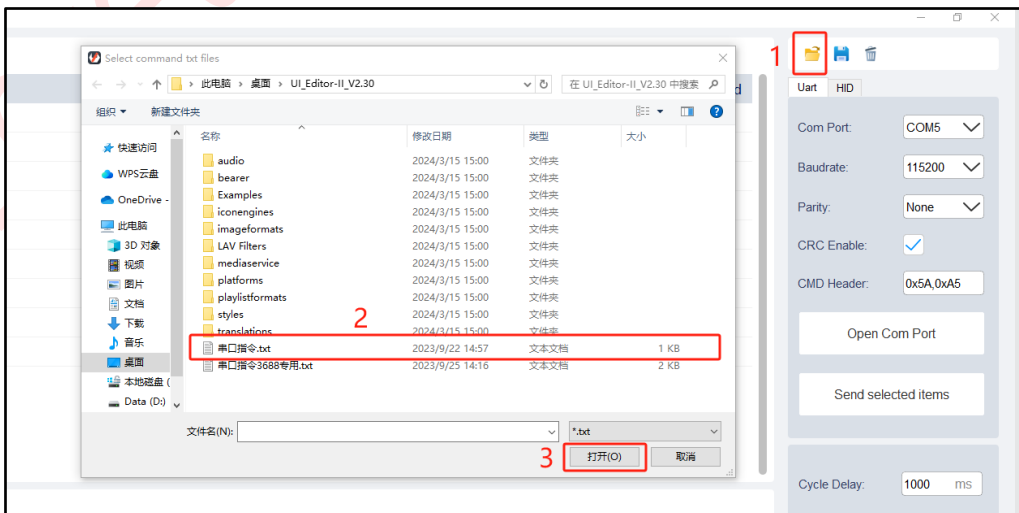 1
Select command txt files
此电脑 > 桌面 > UI_Editor-II_V2.30
在 UI_Editor-II_V2.30 中搜索
组织 新建文件夹
名称 修改日期 类型 大小
快速访问
WPS云盘
OneDrive -
此电脑
3D 对象
视频
图片
文档
下载
音乐
桌面
本地磁盘 (
Data (D:)
audio 2024/3/15 15:00 文件夹
bearer 2024/3/15 15:00 文件夹
Examples 2024/3/15 15:00 文件夹
iconengines 2024/3/15 15:00 文件夹
imageformats 2024/3/15 15:00 文件夹
LAV Filters 2024/3/15 15:00 文件夹
mediaservice 2024/3/15 15:00 文件夹
platforms 2024/3/15 15:00 文件夹
playlistformats 2024/3/15 15:00 文件夹
styles 2024/3/15 15:00 文件夹
translations 2024/3/15 15:00 文件夹
2
串口指令.txt 2023/9/22 14:57 文本文档 1 KB
串口指令3688专用.txt 2023/9/25 14:16 文本文档 2 KB
文件名(N): *.txt
3 打开(O) 取消
Uart HID
Com Port: COM5
Baudrate: 115200
Parity: None
CRC Enable:
CMD Header: 0x5A,0xA5
Open Com Port
Send selected items
Cycle Delay: 1000 ms